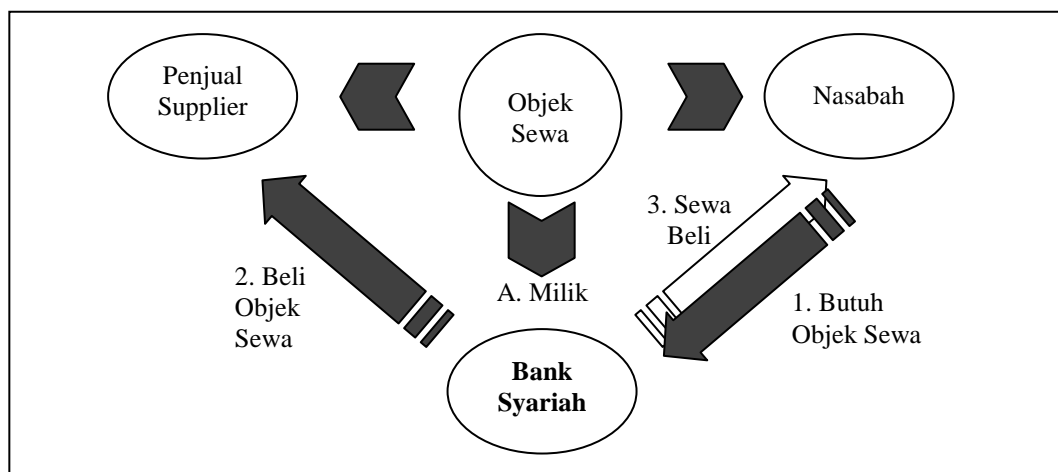 Penjual
Supplier
Objek
Sewa
Nasabah
3. Sewa
Beli
2. Beli
Objek
Sewa
A. Milik
1. Butuh
Objek Sewa
Bank
Syariah